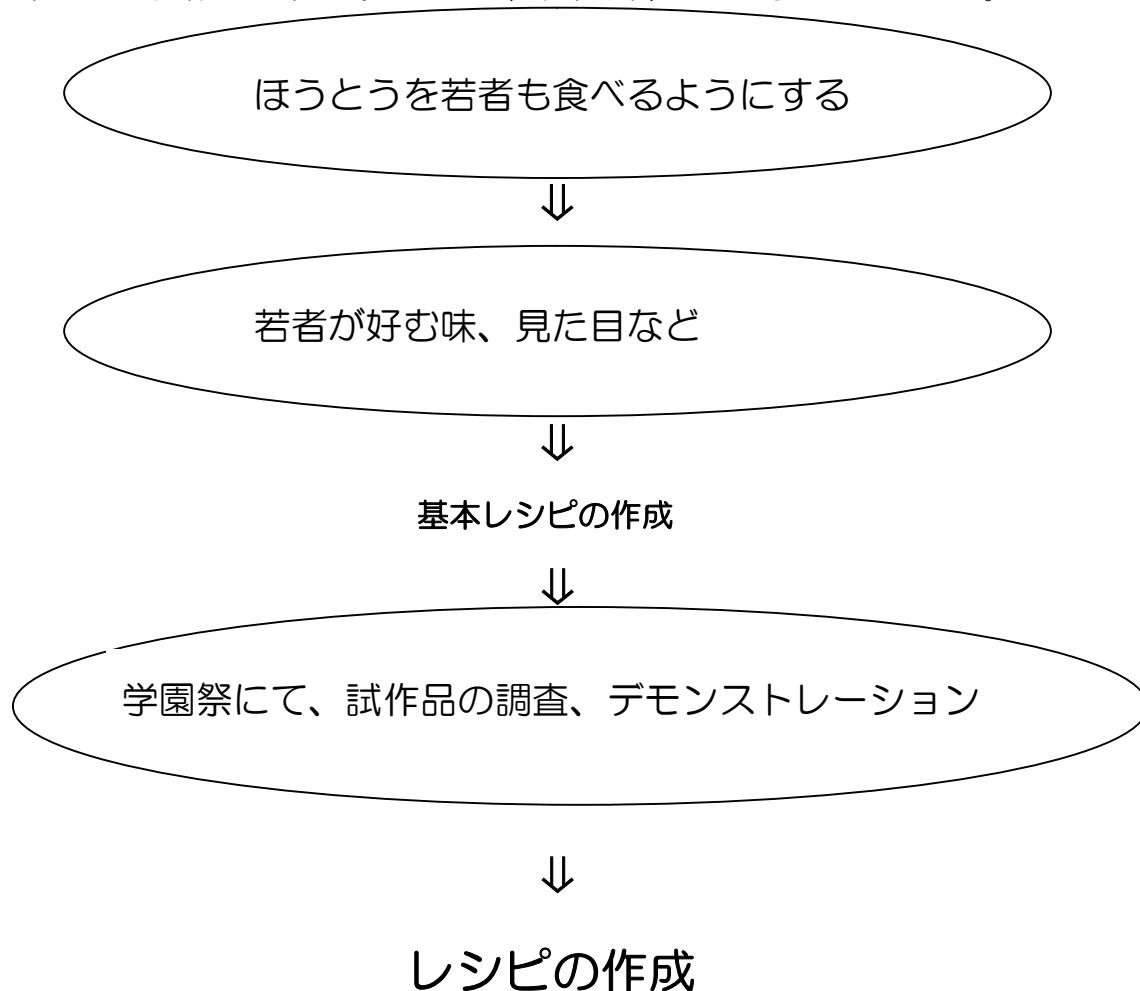 ほうとうを若者も食べるようにする
⇓
若者が好む味、見た目など
⇓
基本レシピの作成
⇓
学園祭にて、試作品の調査、デモンストレーション
⇓
レシピの作成